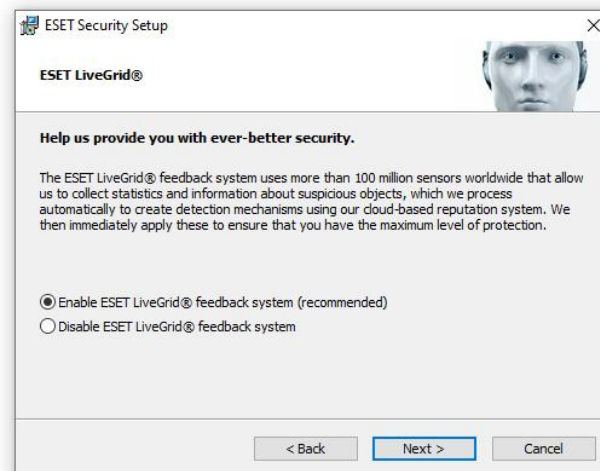 ESET Security Setup
ESET LiveGrid®
Help us provide you with ever-better security.
The ESET LiveGrid® feedback system uses more than 100 million sensors worldwide that allow
us to collect statistics and information about suspicious objects, which we process
automatically to create detection mechanisms using our cloud-based reputation system. We
then immediately apply these to ensure that you have the maximum level of protection.
Enable ESET LiveGrid® feedback system (recommended)
Disable ESET LiveGrid® feedback system
< Back Next > Cancel